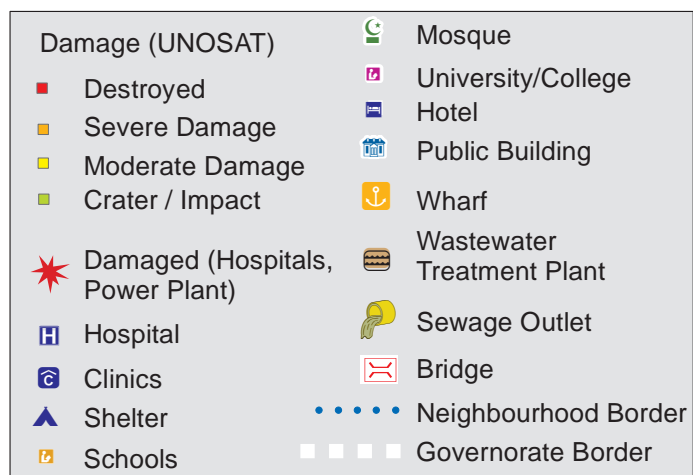 Damage (UNOSAT)
Destroyed
Severe Damage
Moderate Damage
Crater / Impact
Damaged (Hospitals,
Power Plant)
H Hospital
C Clinics
Shelter
Schools
Mosque
University/College
Hotel
Public Building
Wharf
Wastewater
Treatment Plant
Sewage Outlet
Bridge
Neighbourhood Border
Governorate Border